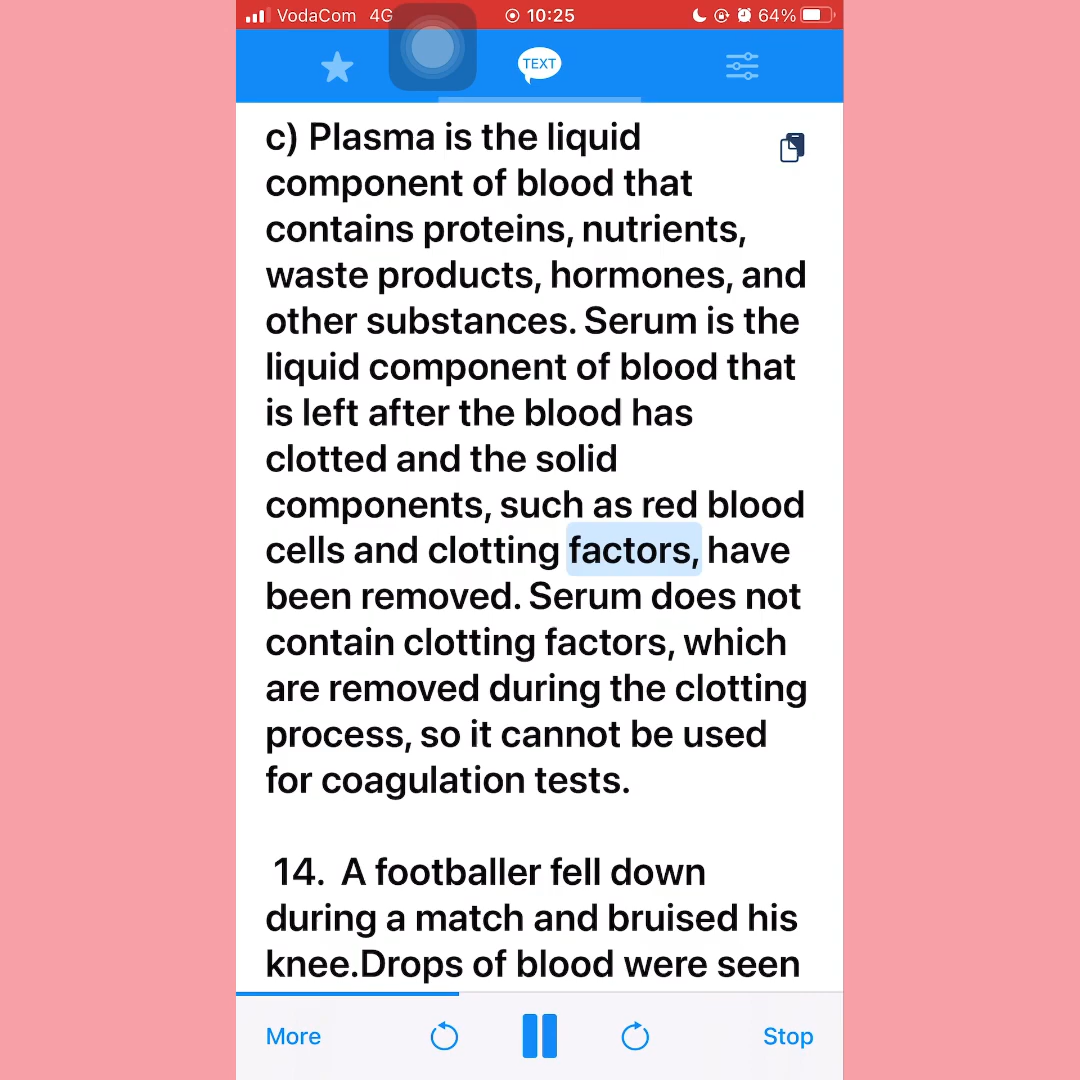 VodaCom 4G 10:25 64%
TEXT
c) Plasma is the liquid
component of blood that
contains proteins, nutrients,
waste products, hormones, and
other substances. Serum is the
liquid component of blood that
is left after the blood has
clotted and the solid
components, such as red blood
cells and clotting factors, have
been removed. Serum does not
contain clotting factors, which
are removed during the clotting
process, so it cannot be used
for coagulation tests.
14. A footballer fell down
during a match and bruised his
knee.Drops of blood were seen
More Stop